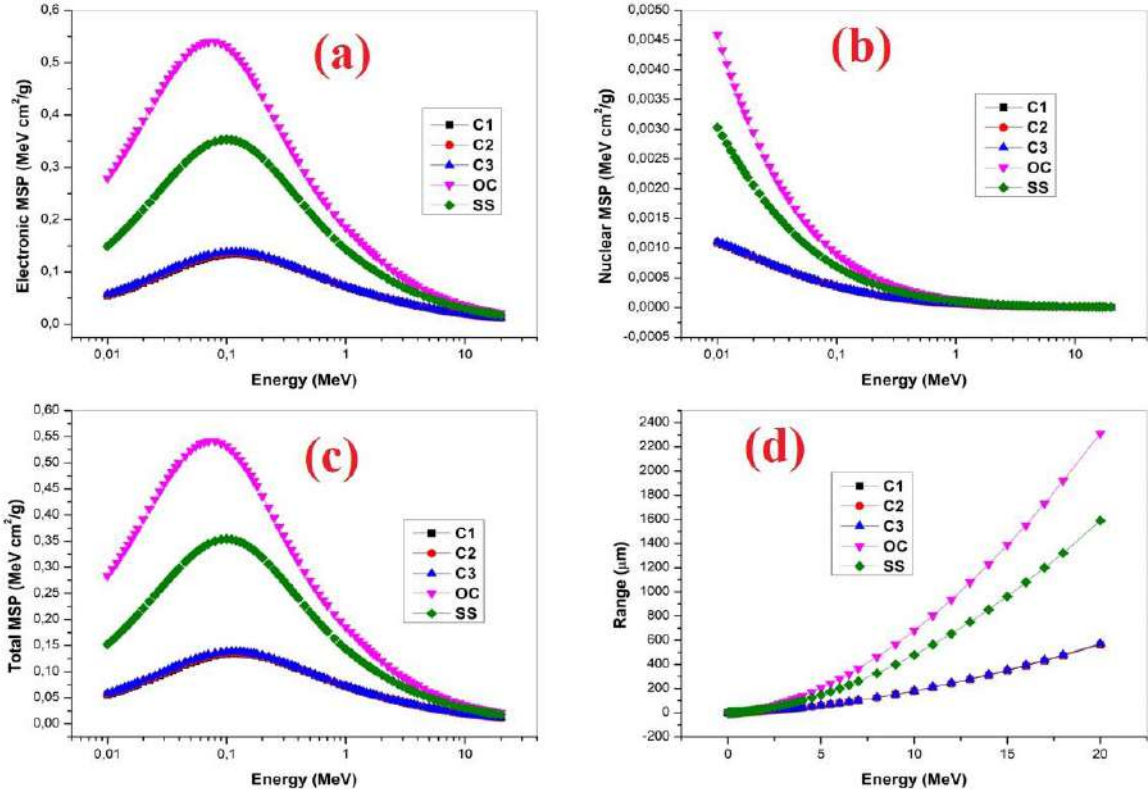 0,6
0,5
0,4
0,3
0,2
0,1
0,0
Electronic MSP (MeV cm²/g)
(a)
C1
C2
C3
OC
SS
0,01
0,1
1
10
Energy (MeV)
0,0050
0,0045
0,0040
0,0035
0,0030
0,0025
0,0020
0,0015
0,0010
0,0005
0,0000
-0,0005
Nuclear MSP (MeV cm²/g)
(b)
C1
C2
C3
OC
SS
0,01
0,1
1
10
Energy (MeV)
0,60
0,55
0,50
0,45
0,40
0,35
0,30
0,25
0,20
0,15
0,10
0,05
0,00
Total MSP (MeV cm²/g)
(c)
C1
C2
C3
OC
SS
0,01
0,1
1
10
Energy (MeV)
2400
2200
2000
1800
1600
1400
1200
1000
800
600
400
200
0
-200
Range (μm)
(d)
C1
C2
C3
OC
SS
0
5
10
15
20
Energy (MeV)